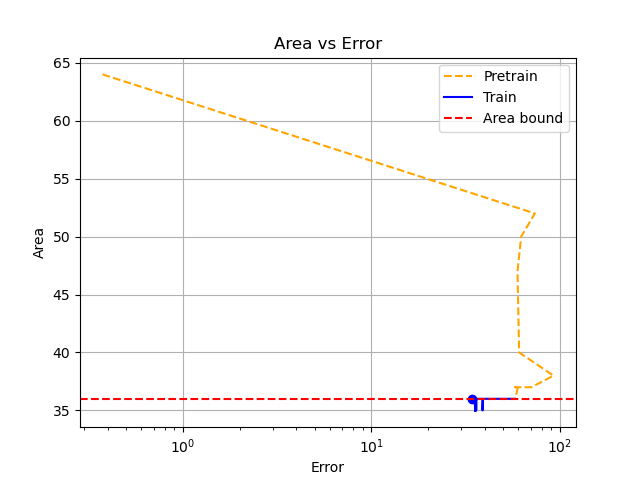 Area vs Error
65
60
55
50
45
40
35
Area
Pretrain
Train
Area bound
10⁰
10¹
10²
Error